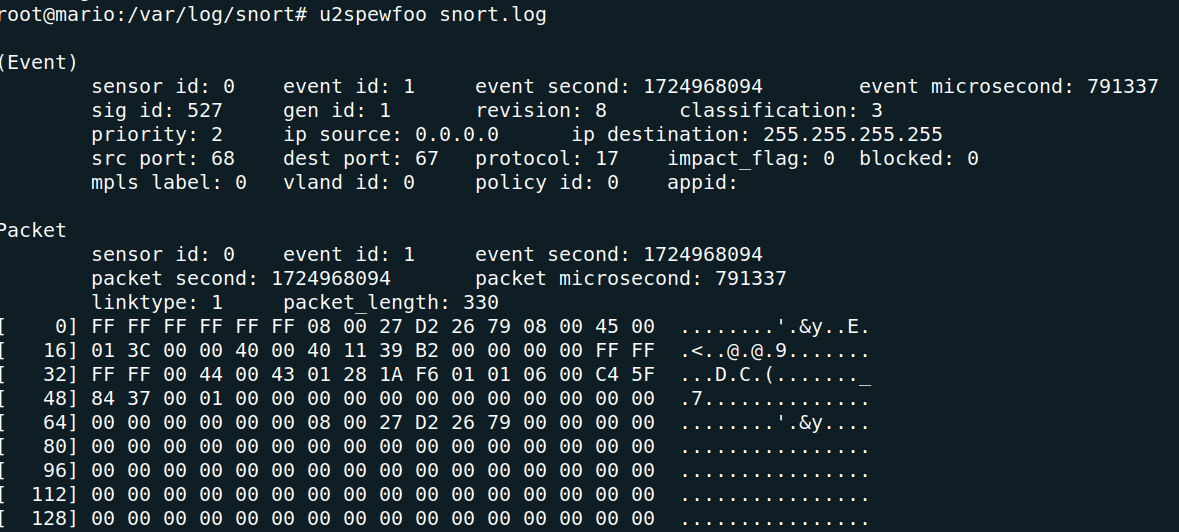 root@mario:/var/log/snort# u2spewfoo snort.log
(Event)
sensor id: 0 event id: 1 event second: 1724968094 event microsecond: 791337
sig id: 527 gen id: 1 revision: 8 classification: 3
priority: 2 ip source: 0.0.0.0 ip destination: 255.255.255.255
src port: 68 dest port: 67 protocol: 17 impact_flag: 0 blocked: 0
mpls label: 0 vland id: 0 policy id: 0 appid:
Packet
sensor id: 0 event id: 1 event second: 1724968094
packet second: 1724968094 packet microsecond: 791337
linktype: 1 packet_length: 330
[ 0] FF FF FF FF FF FF 08 00 27 D2 26 79 08 00 45 00 ........'.&y..E.
[ 16] 01 3C 00 00 40 00 40 11 39 B2 00 00 00 00 FF FF .<..@.@.9.......
[ 32] FF FF 00 44 00 43 01 28 1A F6 01 01 06 00 C4 5F ...D.C.(......._
[ 48] 84 37 00 01 00 00 00 00 00 00 00 00 00 00 00 00 .7..............
[ 64] 00 00 00 00 00 00 08 00 27 D2 26 79 00 00 00 00 ........'.&y....
[ 80] 00 00 00 00 00 00 00 00 00 00 00 00 00 00 00 00 ................
[ 96] 00 00 00 00 00 00 00 00 00 00 00 00 00 00 00 00 ................
[ 112] 00 00 00 00 00 00 00 00 00 00 00 00 00 00 00 00 ................
[ 128] 00 00 00 00 00 00 00 00 00 00 00 00 00 00 00 00 ................